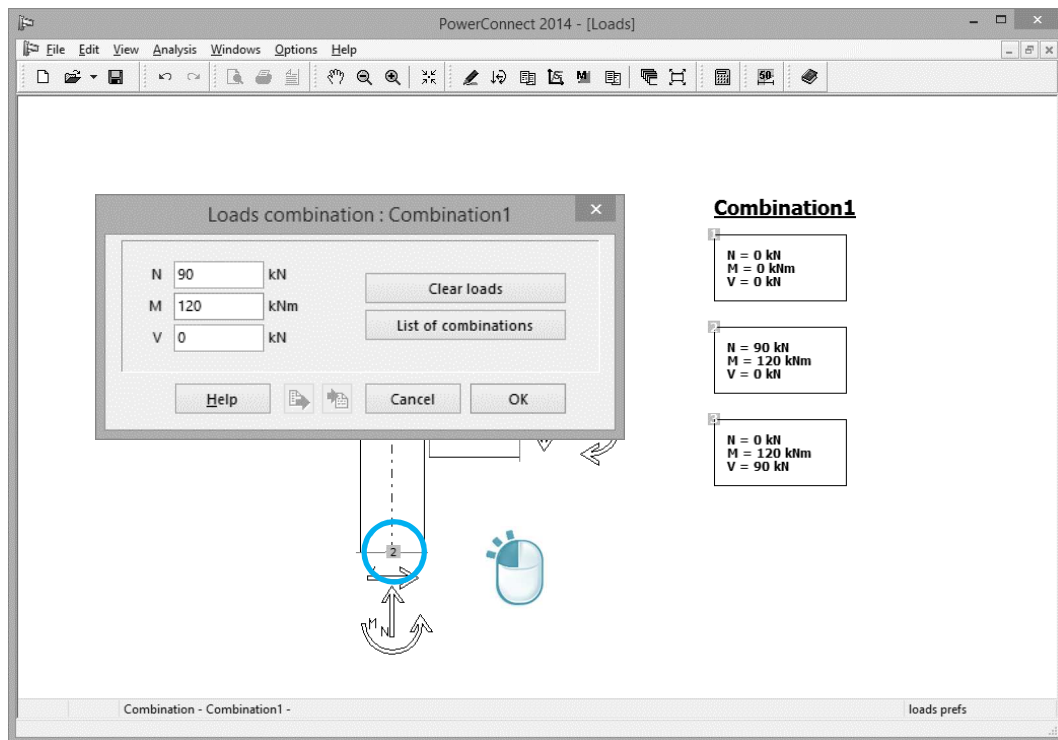 PowerConnect 2014 - [Loads]
File Edit View Analysis Windows Options Help
M
50
Loads combination : Combination1
N 90 kN
M 120 kNm
V 0 kN
Clear loads
List of combinations
Help
Cancel
OK
Combination1
1
N = 0 kN
M = 0 kNm
V = 0 kN
2
N = 90 kN
M = 120 kNm
V = 0 kN
3
N = 0 kN
M = 120 kNm
V = 90 kN
2
M
N
Combination - Combination1 -
loads prefs